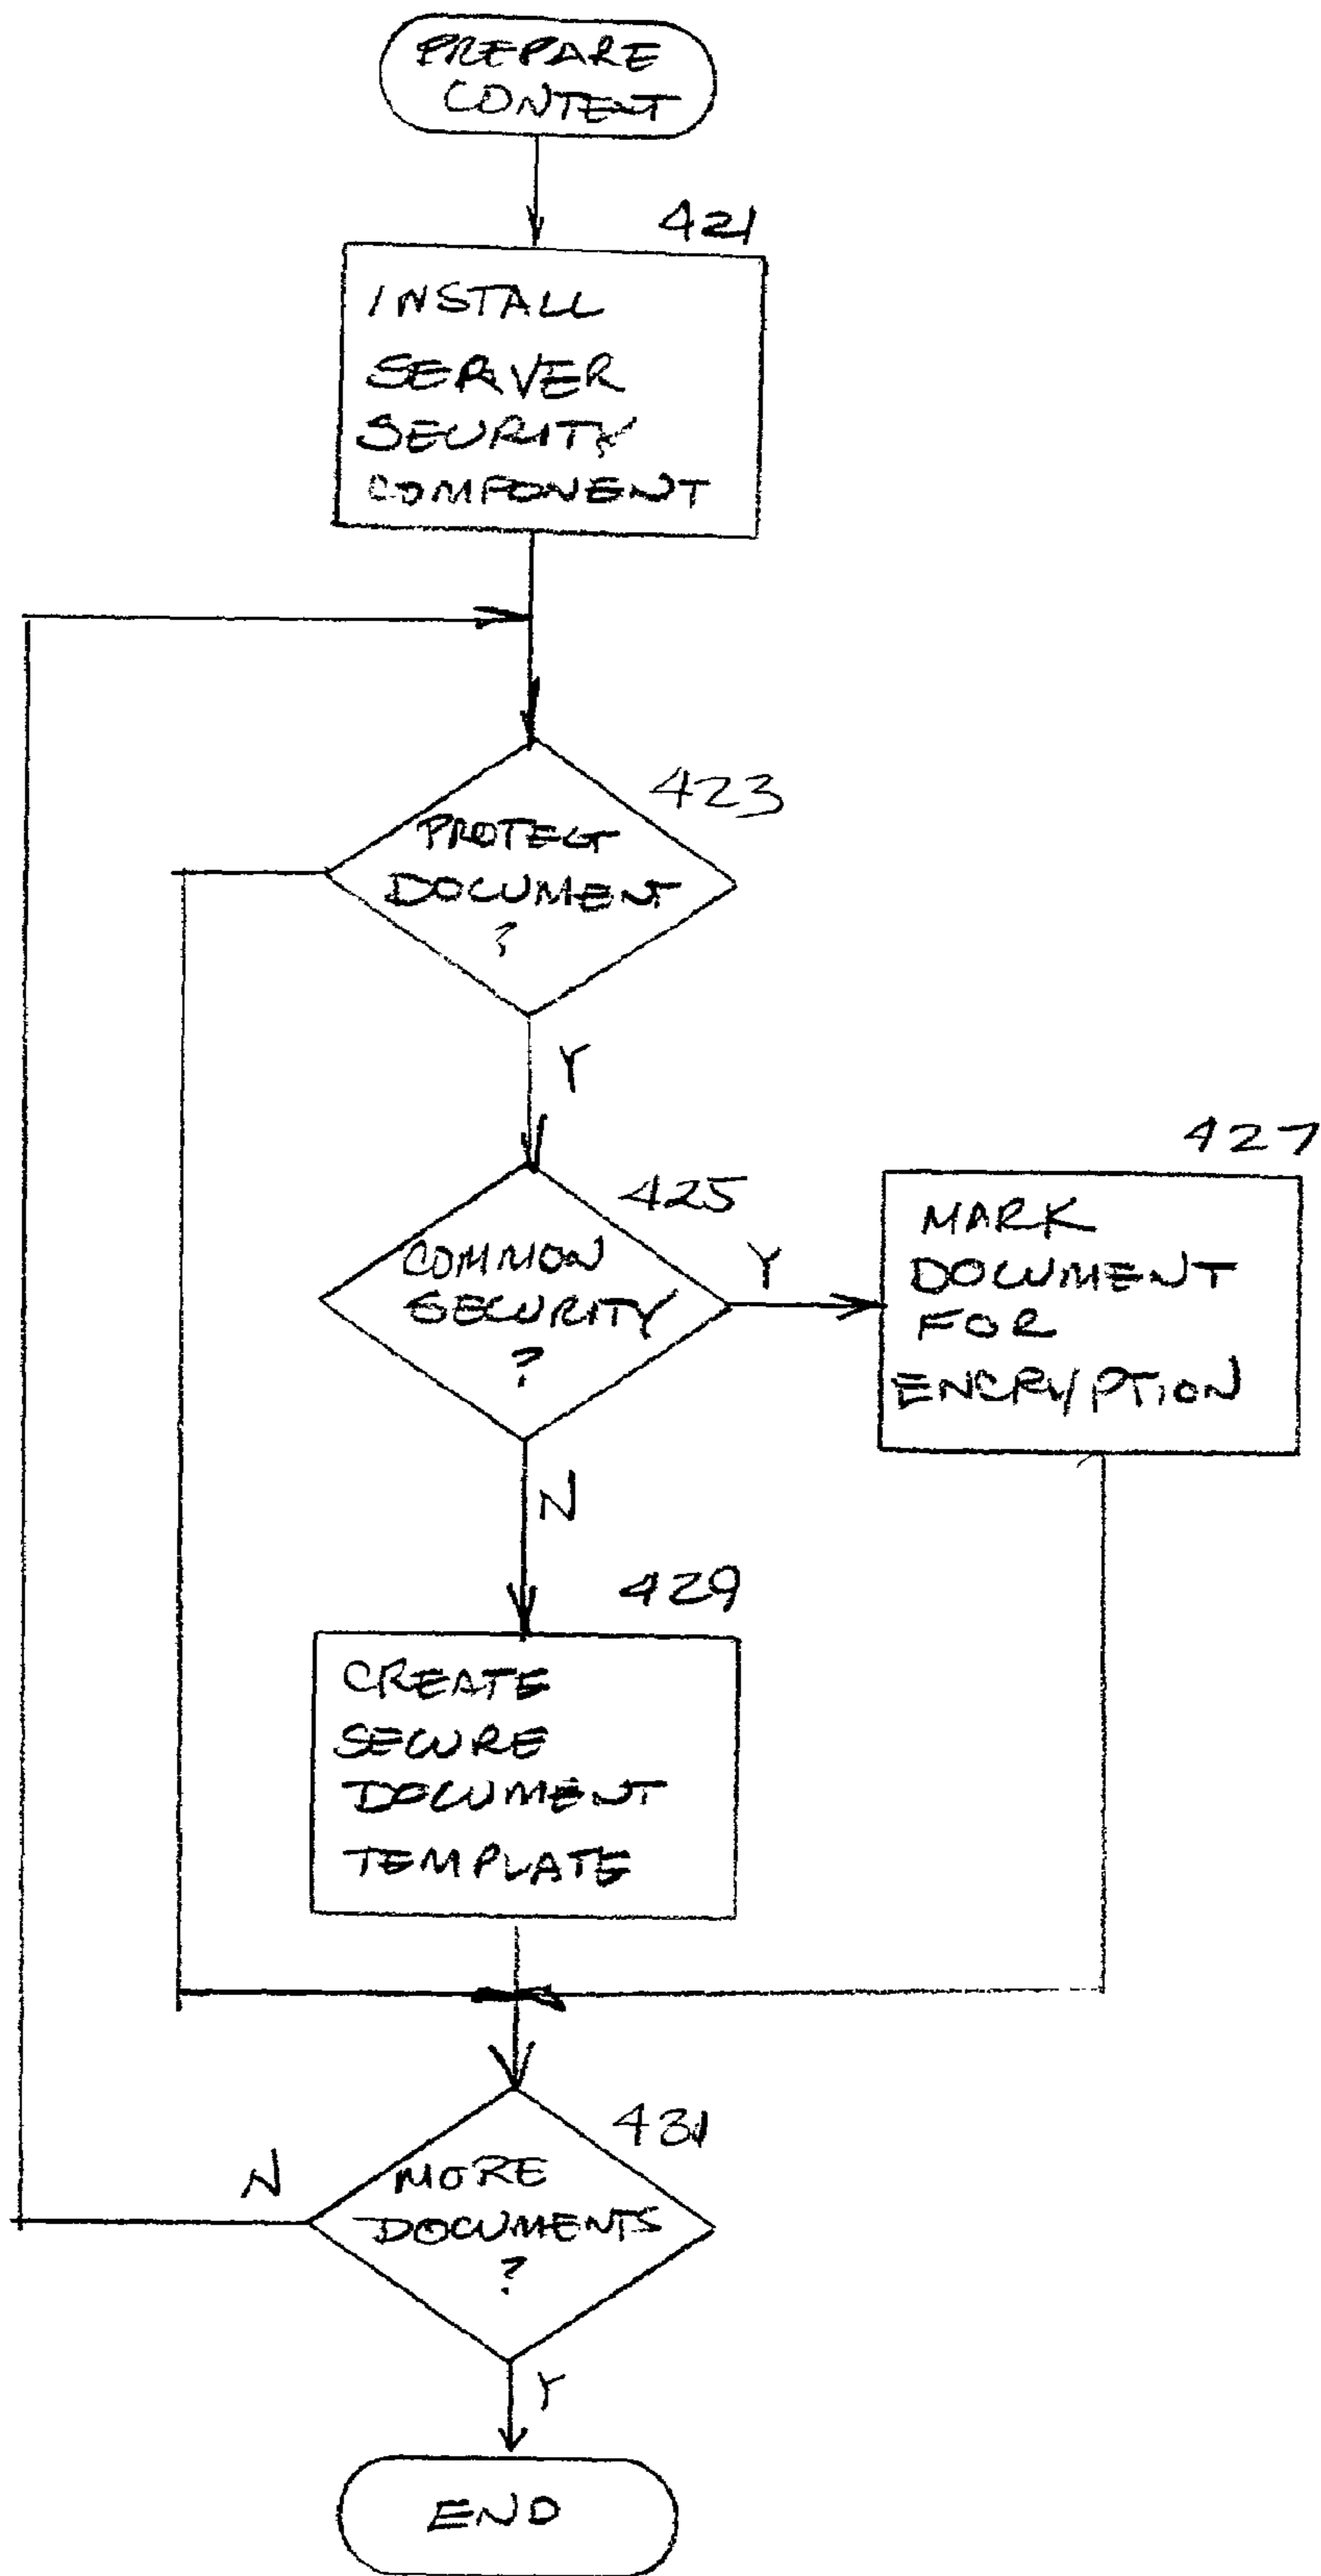 PREPARE
CONTENT
421
INSTALL
SERVER
SECURITY
COMPONENT
423
PROTECT
DOCUMENT
?
Y
425
COMMON
SECURITY
?
Y
427
MARK
DOCUMENT
FOR
ENCRYPTION
N
429
CREATE
SECURE
DOCUMENT
TEMPLATE
431
N
MORE
DOCUMENTS
?
Y
END